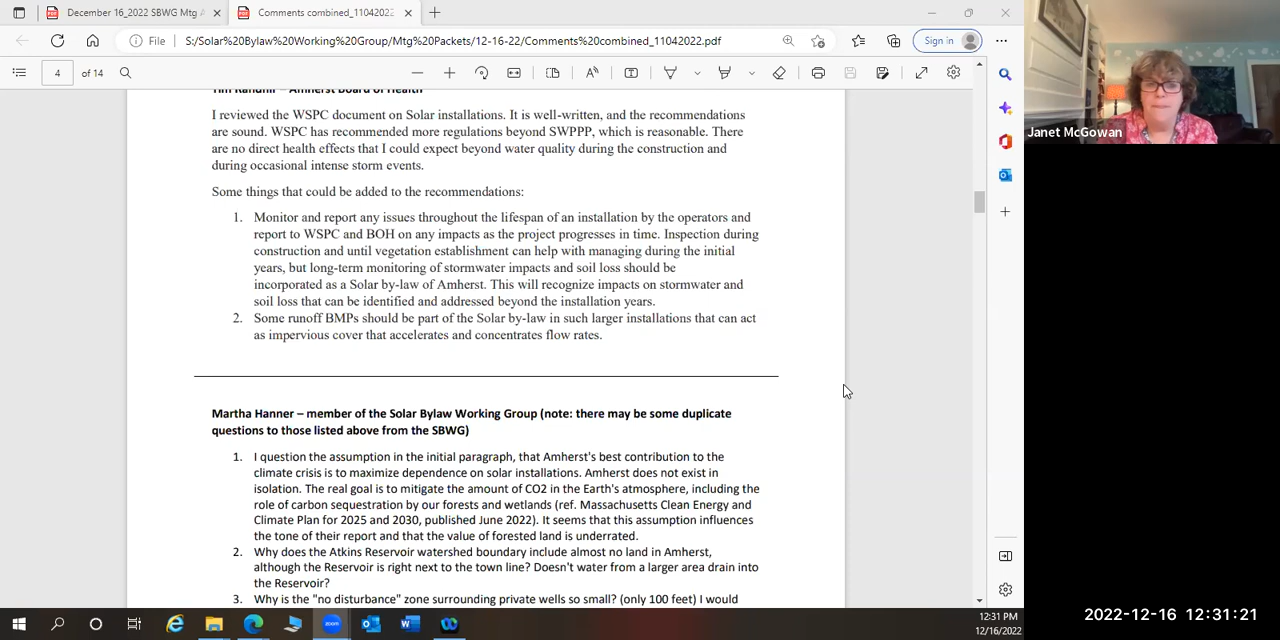 December 16_2022 SBWG Mtg A
Comments combined_11042022
File
S:/Solar%20Bylaw%20Working%20Group/Mtg%20Packets/12-16-22/Comments%20combined_11042022.pdf
Sign in
4 of 14
Tim Randhir – Amherst Board of Health
I reviewed the WSPC document on Solar installations. It is well-written, and the recommendations
are sound. WSPC has recommended more regulations beyond SWPPP, which is reasonable. There
are no direct health effects that I could expect beyond water quality during the construction and
during occasional intense storm events.
Some things that could be added to the recommendations:
1. Monitor and report any issues throughout the lifespan of an installation by the operators and
report to WSPC and BOH on any impacts as the project progresses in time. Inspection during
construction and until vegetation establishment can help with managing during the initial
years, but long-term monitoring of stormwater impacts and soil loss should be
incorporated as a Solar by-law of Amherst. This will recognize impacts on stormwater and
soil loss that can be identified and addressed beyond the installation years.
2. Some runoff BMPs should be part of the Solar by-law in such larger installations that can act
as impervious cover that accelerates and concentrates flow rates.
Martha Hanner – member of the Solar Bylaw Working Group (note: there may be some duplicate
questions to those listed above from the SBWG)
1. I question the assumption in the initial paragraph, that Amherst's best contribution to the
climate crisis is to maximize dependence on solar installations. Amherst does not exist in
isolation. The real goal is to mitigate the amount of CO2 in the Earth's atmosphere, including the
role of carbon sequestration by our forests and wetlands (ref. Massachusetts Clean Energy and
Climate Plan for 2025 and 2030, published June 2022). It seems that this assumption influences
the tone of their report and that the value of forested land is underrated.
2. Why does the Atkins Reservoir watershed boundary include almost no land in Amherst,
although the Reservoir is right next to the town line? Doesn't water from a larger area drain into
the Reservoir?
3. Why is the "no disturbance" zone surrounding private wells so small? (only 100 feet) I would
Janet McGowan
2022-12-16 12:31:21
12:31 PM
12/16/2022